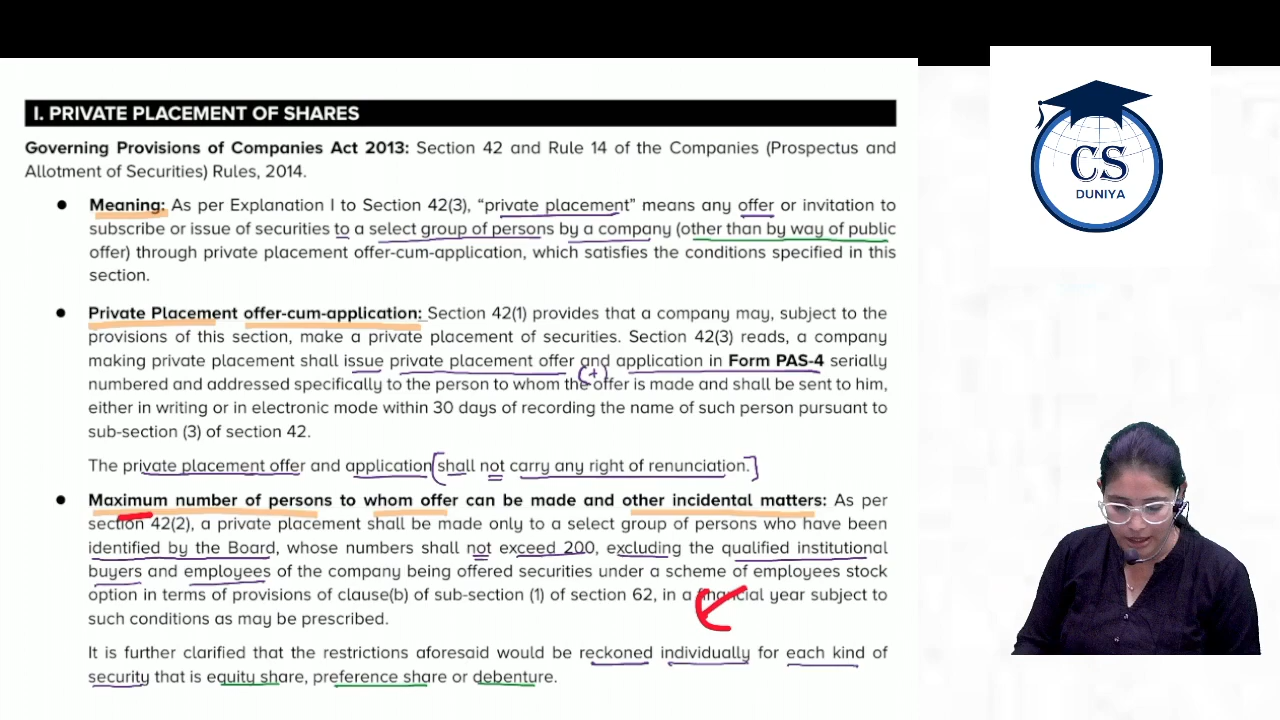 I. PRIVATE PLACEMENT OF SHARES
Governing Provisions of Companies Act 2013: Section 42 and Rule 14 of the Companies (Prospectus and
Allotment of Securities) Rules, 2014.
● Meaning: As per Explanation I to Section 42(3), “private placement” means any offer or invitation to
subscribe or issue of securities to a select group of persons by a company (other than by way of public
offer) through private placement offer-cum-application, which satisfies the conditions specified in this
section.
● Private Placement offer-cum-application: Section 42(1) provides that a company may, subject to the
provisions of this section, make a private placement of securities. Section 42(3) reads, a company
making private placement shall issue private placement offer and application in Form PAS-4 serially
(+)
numbered and addressed specifically to the person to whom the offer is made and shall be sent to him,
either in writing or in electronic mode within 30 days of recording the name of such person pursuant to
sub-section (3) of section 42.
The private placement offer and application shall not carry any right of renunciation.
● Maximum number of persons to whom offer can be made and other incidental matters: As per
section 42(2), a private placement shall be made only to a select group of persons who have been
identified by the Board, whose numbers shall not exceed 200, excluding the qualified institutional
buyers and employees of the company being offered securities under a scheme of employees stock
option in terms of provisions of clause(b) of sub-section (1) of section 62, in a financial year subject to
such conditions as may be prescribed.
It is further clarified that the restrictions aforesaid would be reckoned individually for each kind of
security that is equity share, preference share or debenture.
CS
DUNIYA